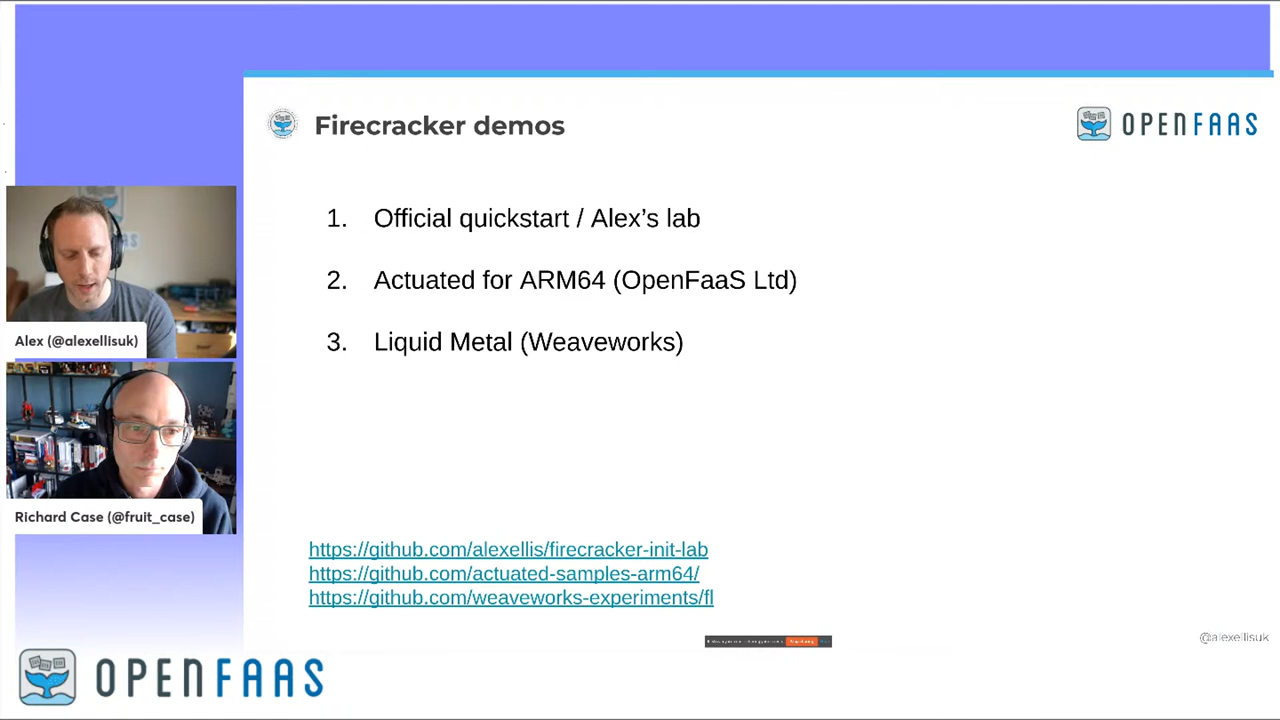 Firecracker demos
OPENFAAS
1. Official quickstart / Alex's lab
2. Actuated for ARM64 (OpenFaaS Ltd)
3. Liquid Metal (Weaveworks)
Alex (@alexellisuk)
Richard Case (@fruit_case)
https://github.com/alexellis/firecracker-init-lab
https://github.com/actuated-samples-arm64/
https://github.com/weaveworks-experiments/fl
@alexellisuk
OPENFAAS